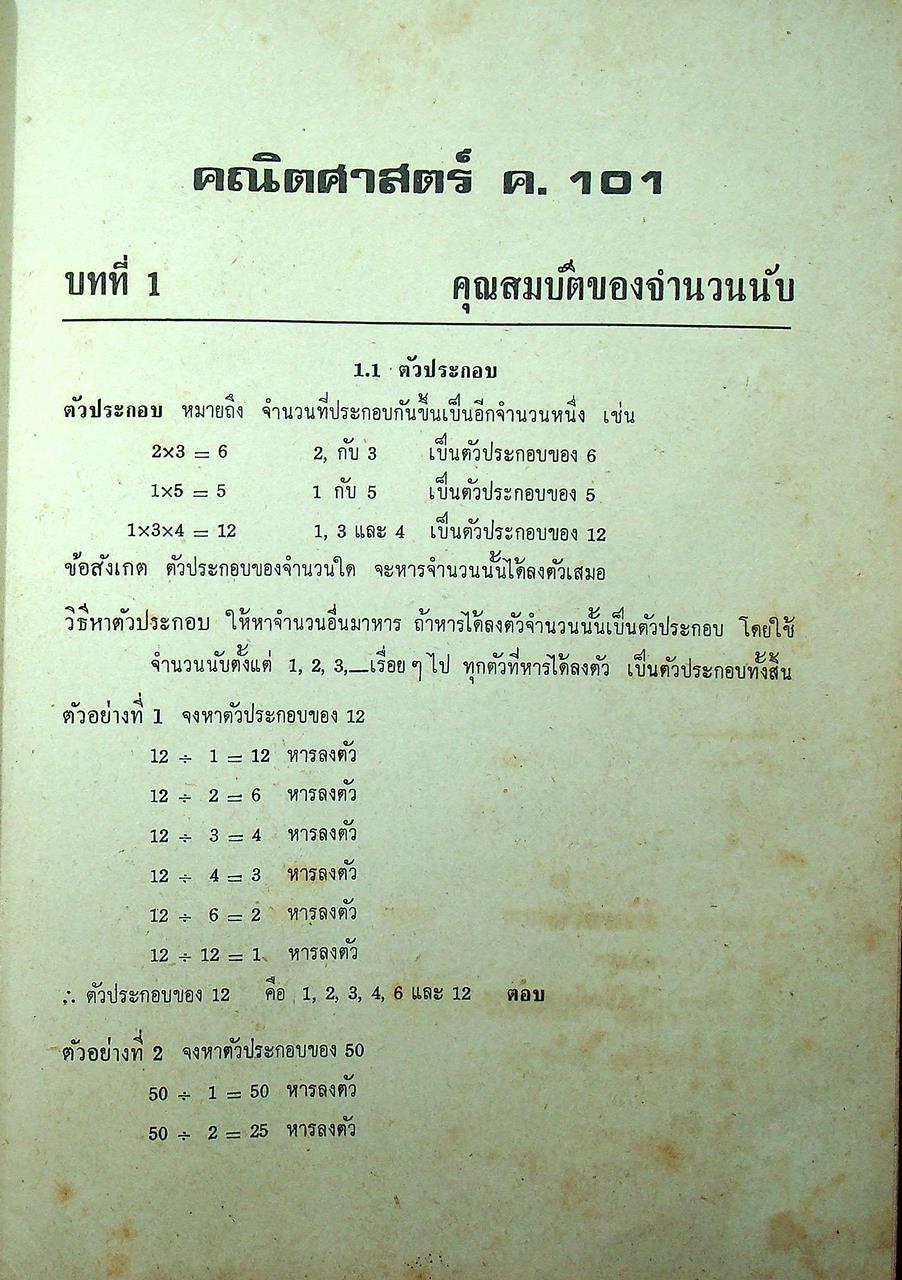 คณิตศาสตร์ ค. 101
บทที่ 1 คุณสมบัติของจำนวนนับ
1.1 ตัวประกอบ
ตัวประกอบ หมายถึง จำนวนที่ประกอบกันขึ้นเป็นอีกจำนวนหนึ่ง เช่น
2×3 = 6 2, กับ 3 เป็นตัวประกอบของ 6
1×5 = 5 1 กับ 5 เป็นตัวประกอบของ 5
1×3×4 = 12 1, 3 และ 4 เป็นตัวประกอบของ 12
ข้อสังเกต ตัวประกอบของจำนวนใด จะหารจำนวนนั้นได้ลงตัวเสมอ
วิธีหาตัวประกอบ ให้หาจำนวนอื่นมาหาร ถ้าหารได้ลงตัวจำนวนนั้นเป็นตัวประกอบ โดยใช้
จำนวนนับตั้งแต่ 1, 2, 3,__เรื่อย ๆ ไป ทุกตัวที่หารได้ลงตัว เป็นตัวประกอบทั้งสิ้น
ตัวอย่างที่ 1 จงหาตัวประกอบของ 12
12 ÷ 1 = 12 หารลงตัว
12 ÷ 2 = 6 หารลงตัว
12 ÷ 3 = 4 หารลงตัว
12 ÷ 4 = 3 หารลงตัว
12 ÷ 6 = 2 หารลงตัว
12 ÷ 12 = 1 หารลงตัว
∴ ตัวประกอบของ 12 คือ 1, 2, 3, 4, 6 และ 12 ตอบ
ตัวอย่างที่ 2 จงหาตัวประกอบของ 50
50 ÷ 1 = 50 หารลงตัว
50 ÷ 2 = 25 หารลงตัว